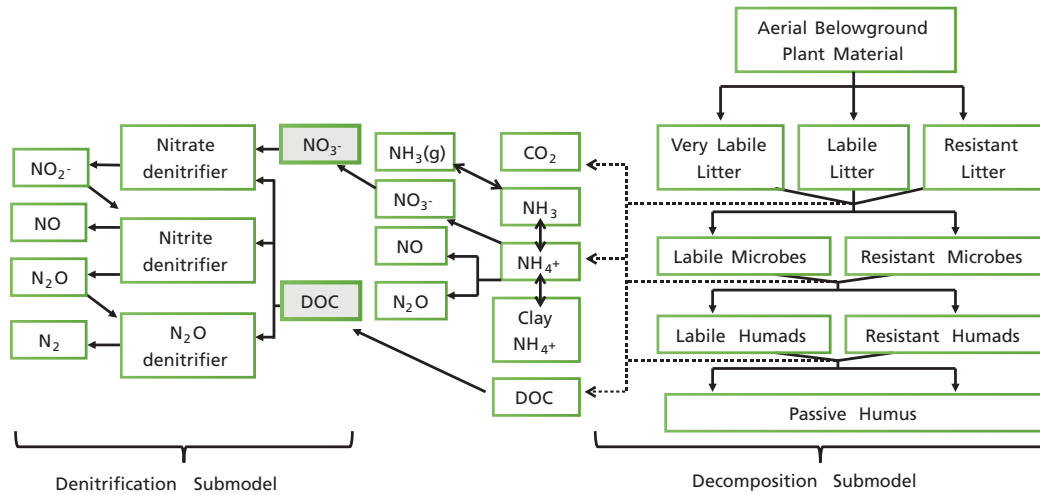 Aerial Belowground
Plant Material
Very Labile
Litter
Labile
Litter
Resistant
Litter
Labile Microbes
Resistant Microbes
Labile Humads
Resistant Humads
Passive Humus
CO₂
NH₃(g)
NH₃
NO₃-
NH₄+
NO
N₂O
Clay
NH₄+
DOC
NO₃-
DOC
Nitrate
denitrifier
Nitrite
denitrifier
N₂O
denitrifier
NO₂-
NO
N₂O
N₂
Denitrification Submodel
Decomposition Submodel